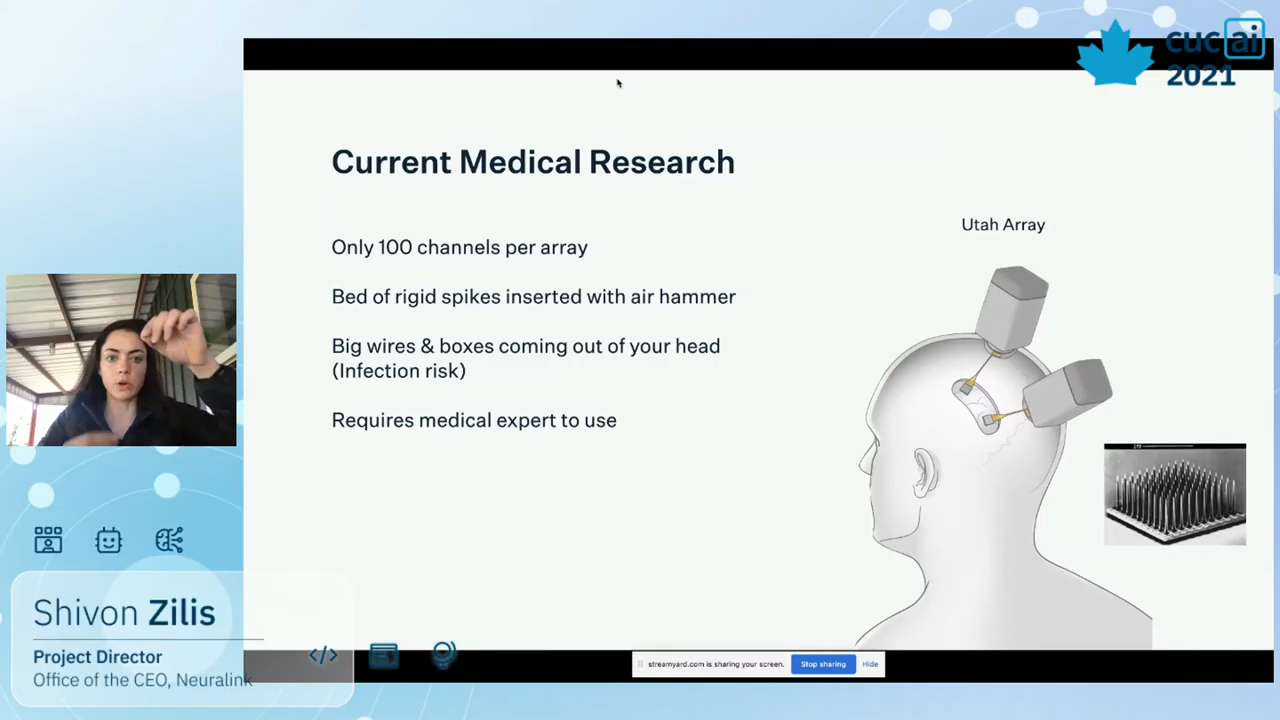 cuc ai
2021
Current Medical Research
Utah Array
Only 100 channels per array
Bed of rigid spikes inserted with air hammer
Big wires & boxes coming out of your head
(Infection risk)
Requires medical expert to use
Shivon Zilis
Project Director
Office of the CEO, Neuralink
streamyard.com is sharing your screen.
Stop sharing
Hide